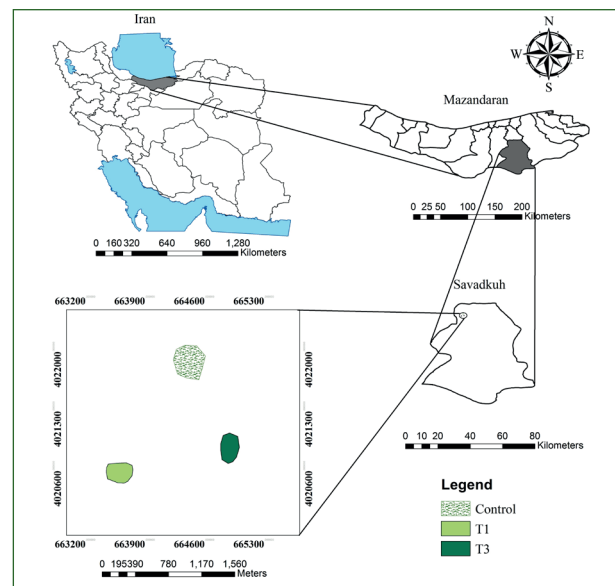 Iran
N
W E
S
Mazandaran
0 160 320 640 960 1,280
Kilometers
0 25 50 100 150 200
Kilometers
Savadkuh
663200 663900 664600 665300
4022000
4021300
4020600
4022000
4021300
4020600
663200 663900 664600 665300
0 195390 780 1,170 1,560
Meters
0 10 20 40 60 80
Kilometers
Legend
Control
T1
T3